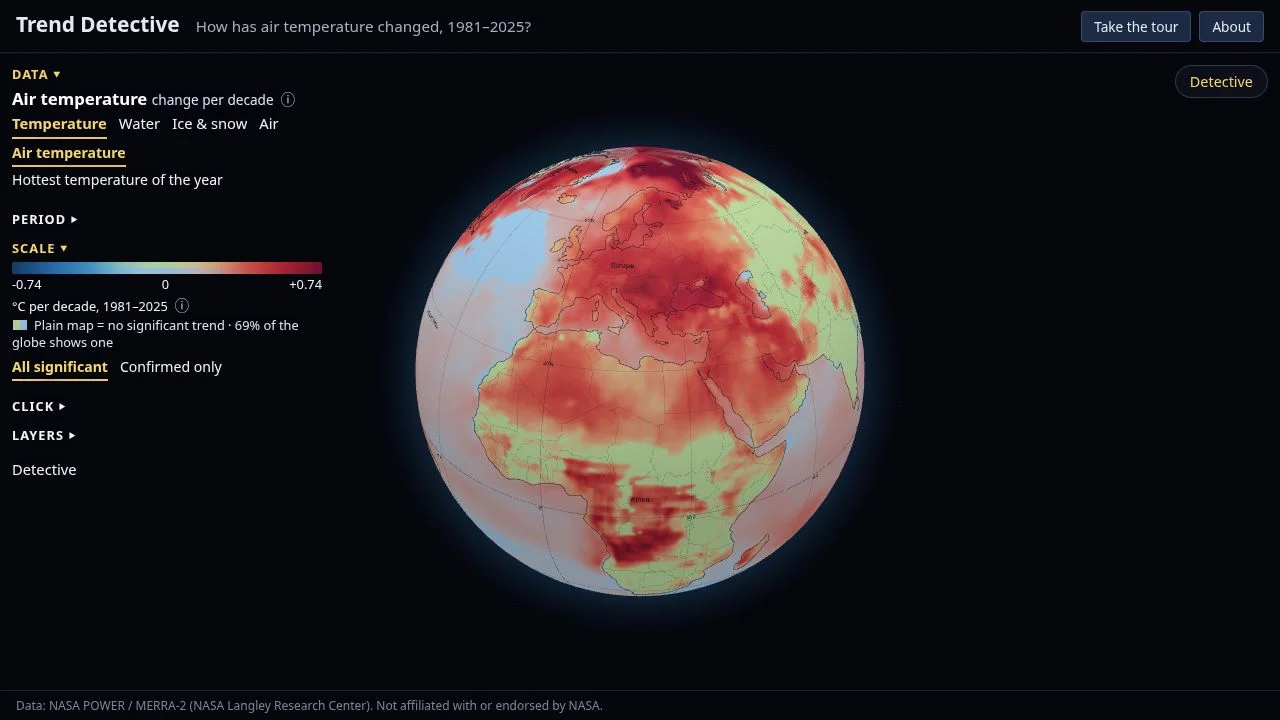 Trend Detective How has air temperature changed, 1981–2025? Take the tour About
DATA ▾
Detective
Air temperature change per decade ⓘ
Temperature Water Ice & snow Air
Air temperature
Hottest temperature of the year
PERIOD ▸
SCALE ▾
-0.74 0 +0.74
°C per decade, 1981–2025 ⓘ
Plain map = no significant trend · 69% of the
globe shows one
All significant Confirmed only
CLICK ▸
LAYERS ▸
Detective
Europe
Africa
Data: NASA POWER / MERRA-2 (NASA Langley Research Center). Not affiliated with or endorsed by NASA.